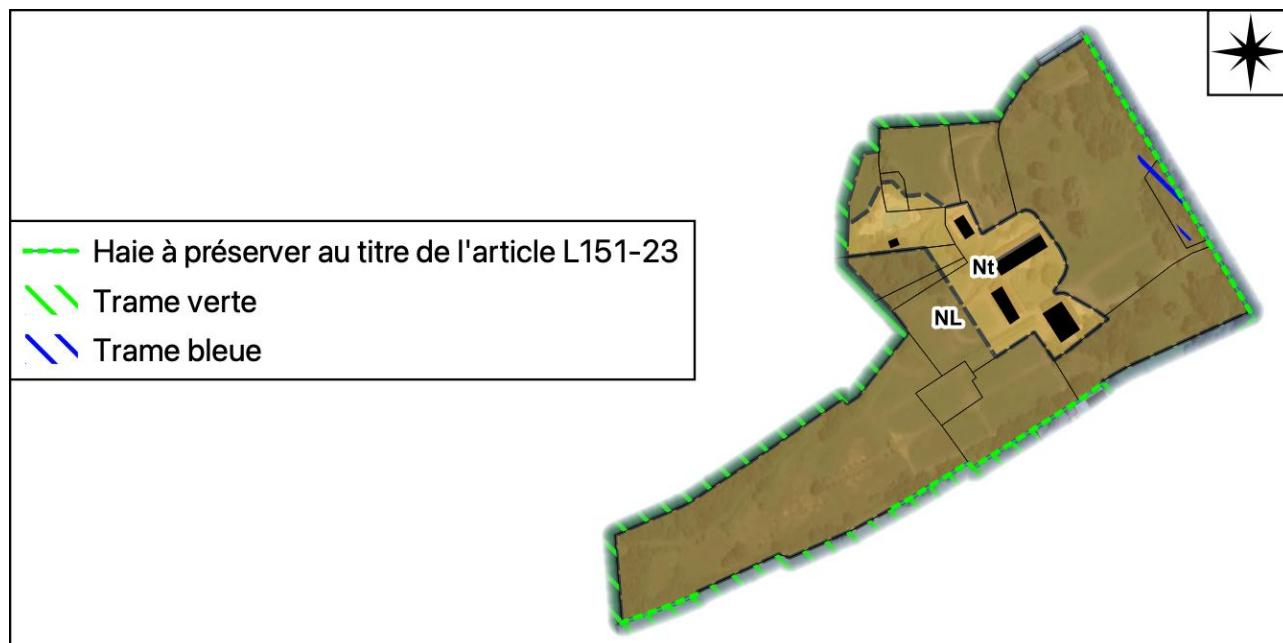 Haie à préserver au titre de l'article L151-23
Trame verte
Trame bleue
Nt
NL